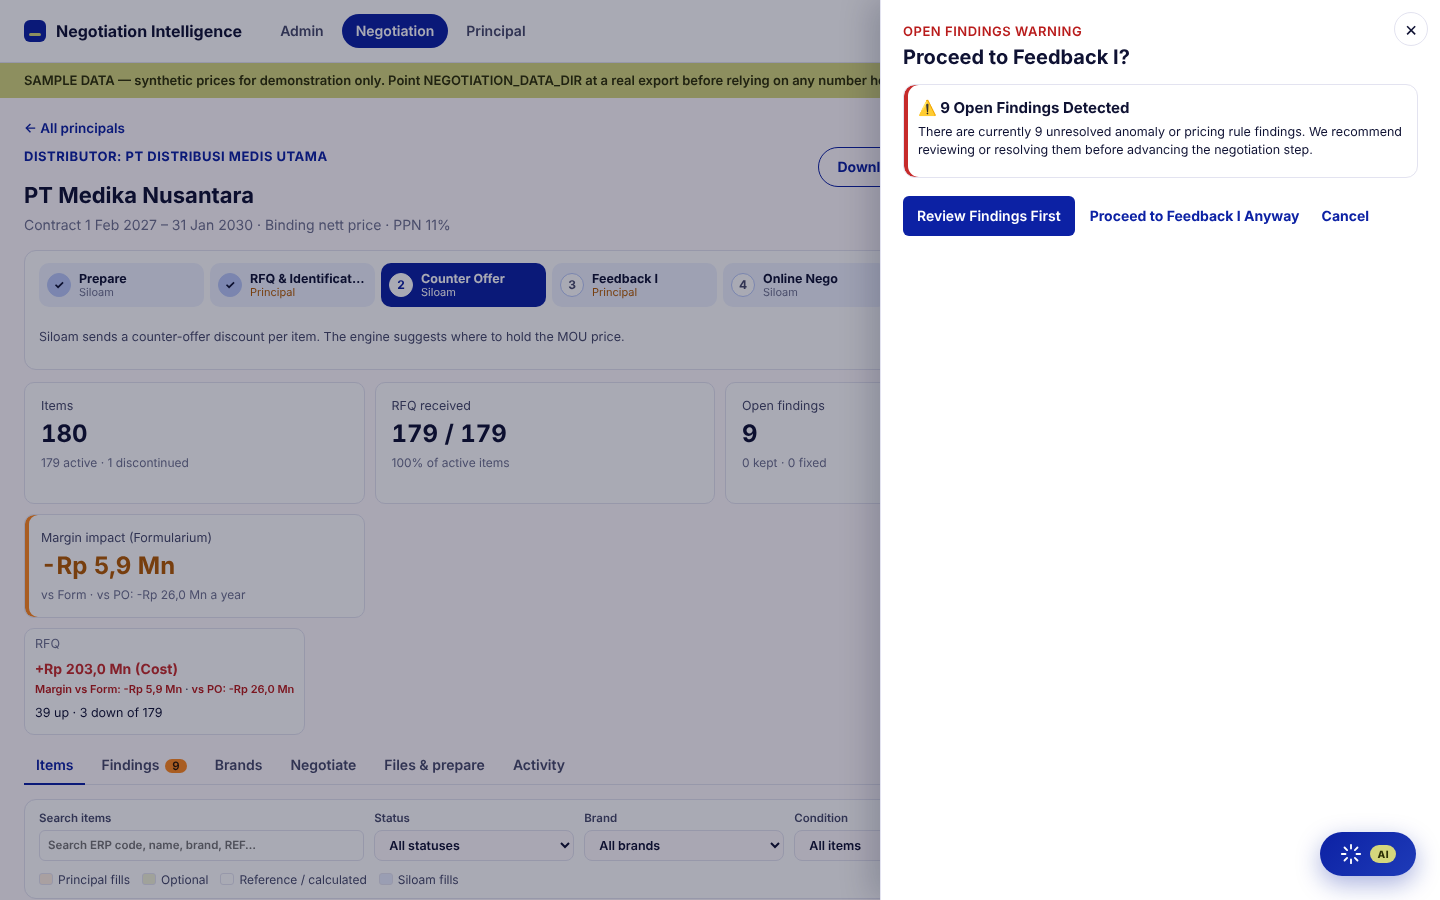 Negotiation Intelligence
Admin
Negotiation
Principal
SAMPLE DATA — synthetic prices for demonstration only. Point NEGOTIATION_DATA_DIR at a real export before relying on any number
← All principals
DISTRIBUTOR: PT DISTRIBUSI MEDIS UTAMA
PT Medika Nusantara
Contract 1 Feb 2027 – 31 Jan 2030 · Binding nett price · PPN 11%
Prepare
Siloam
RFQ & Identificat...
Principal
2
Counter Offer
Siloam
3
Feedback I
Principal
4
Online Nego
Siloam
Siloam sends a counter-offer discount per item. The engine suggests where to hold the MOU price.
Items
180
179 active · 1 discontinued
RFQ received
179 / 179
100% of active items
Open findings
9
0 kept · 0 fixed
Margin impact (Formularium)
-Rp 5,9 Mn
vs Form · vs PO: -Rp 26,0 Mn a year
RFQ
+Rp 203,0 Mn (Cost)
Margin vs Form: -Rp 5,9 Mn · vs PO: -Rp 26,0 Mn
39 up · 3 down of 179
Items
Findings 9
Brands
Negotiate
Files & prepare
Activity
Search items
Search ERP code, name, brand, REF...
Status
All statuses
Brand
All brands
Condition
All items
Principal fills
Optional
Reference / calculated
Siloam fills
OPEN FINDINGS WARNING
Proceed to Feedback I?
⚠️ 9 Open Findings Detected
There are currently 9 unresolved anomaly or pricing rule findings. We recommend
reviewing or resolving them before advancing the negotiation step.
Review Findings First
Proceed to Feedback I Anyway
Cancel
AI